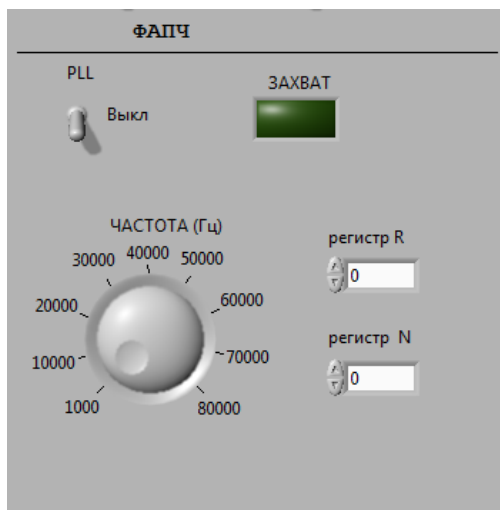 ФАПЧ
PLL
ЗАХВАТ
Выкл
ЧАСТОТА (Гц)
30000 40000 50000
20000 60000
10000 70000
1000 80000
регистр R
0
регистр N
0